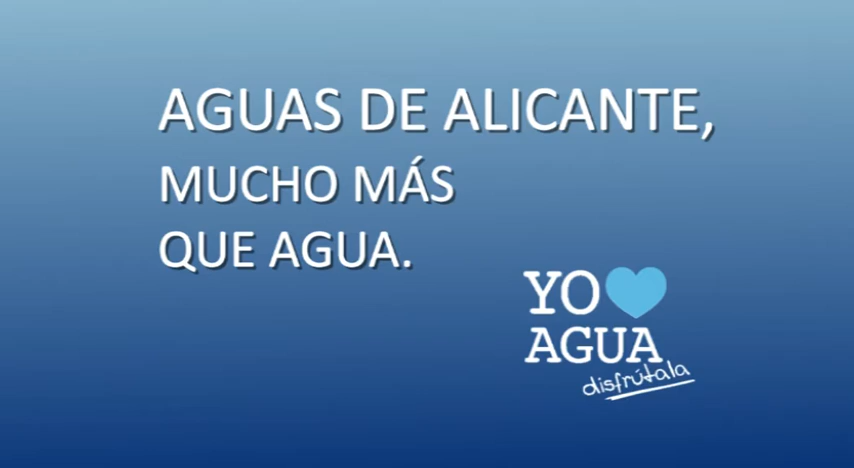 AGUAS DE ALICANTE,
MUCHO MÁS
QUE AGUA.
YO
AGUA
disfrútala